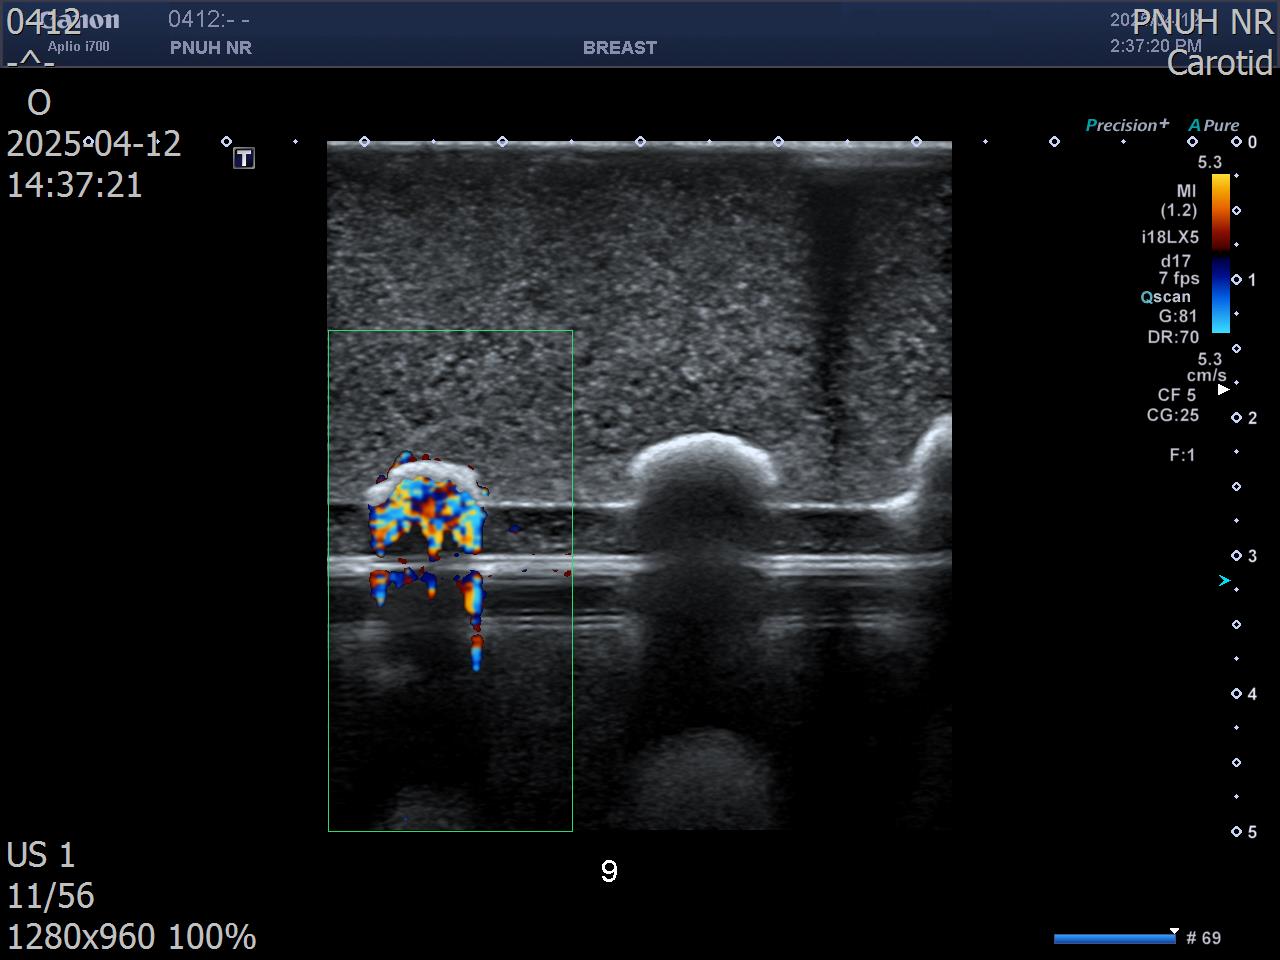 0412
Canon
0412:- -
PNUH NR
Aplio i700
PNUH NR
BREAST
2:37:20 PM
-^-
Carotid
O
2025-04-12
14:37:21
T
Precision+ A Pure
0
5.3
MI
(1.2)
i18LX5
d17
7 fps
1
Qscan
G:81
DR:70
5.3
cm/s
CF 5
CG:25
2
F:1
3
4
5
US 1
9
11/56
1280x960 100%
# 69